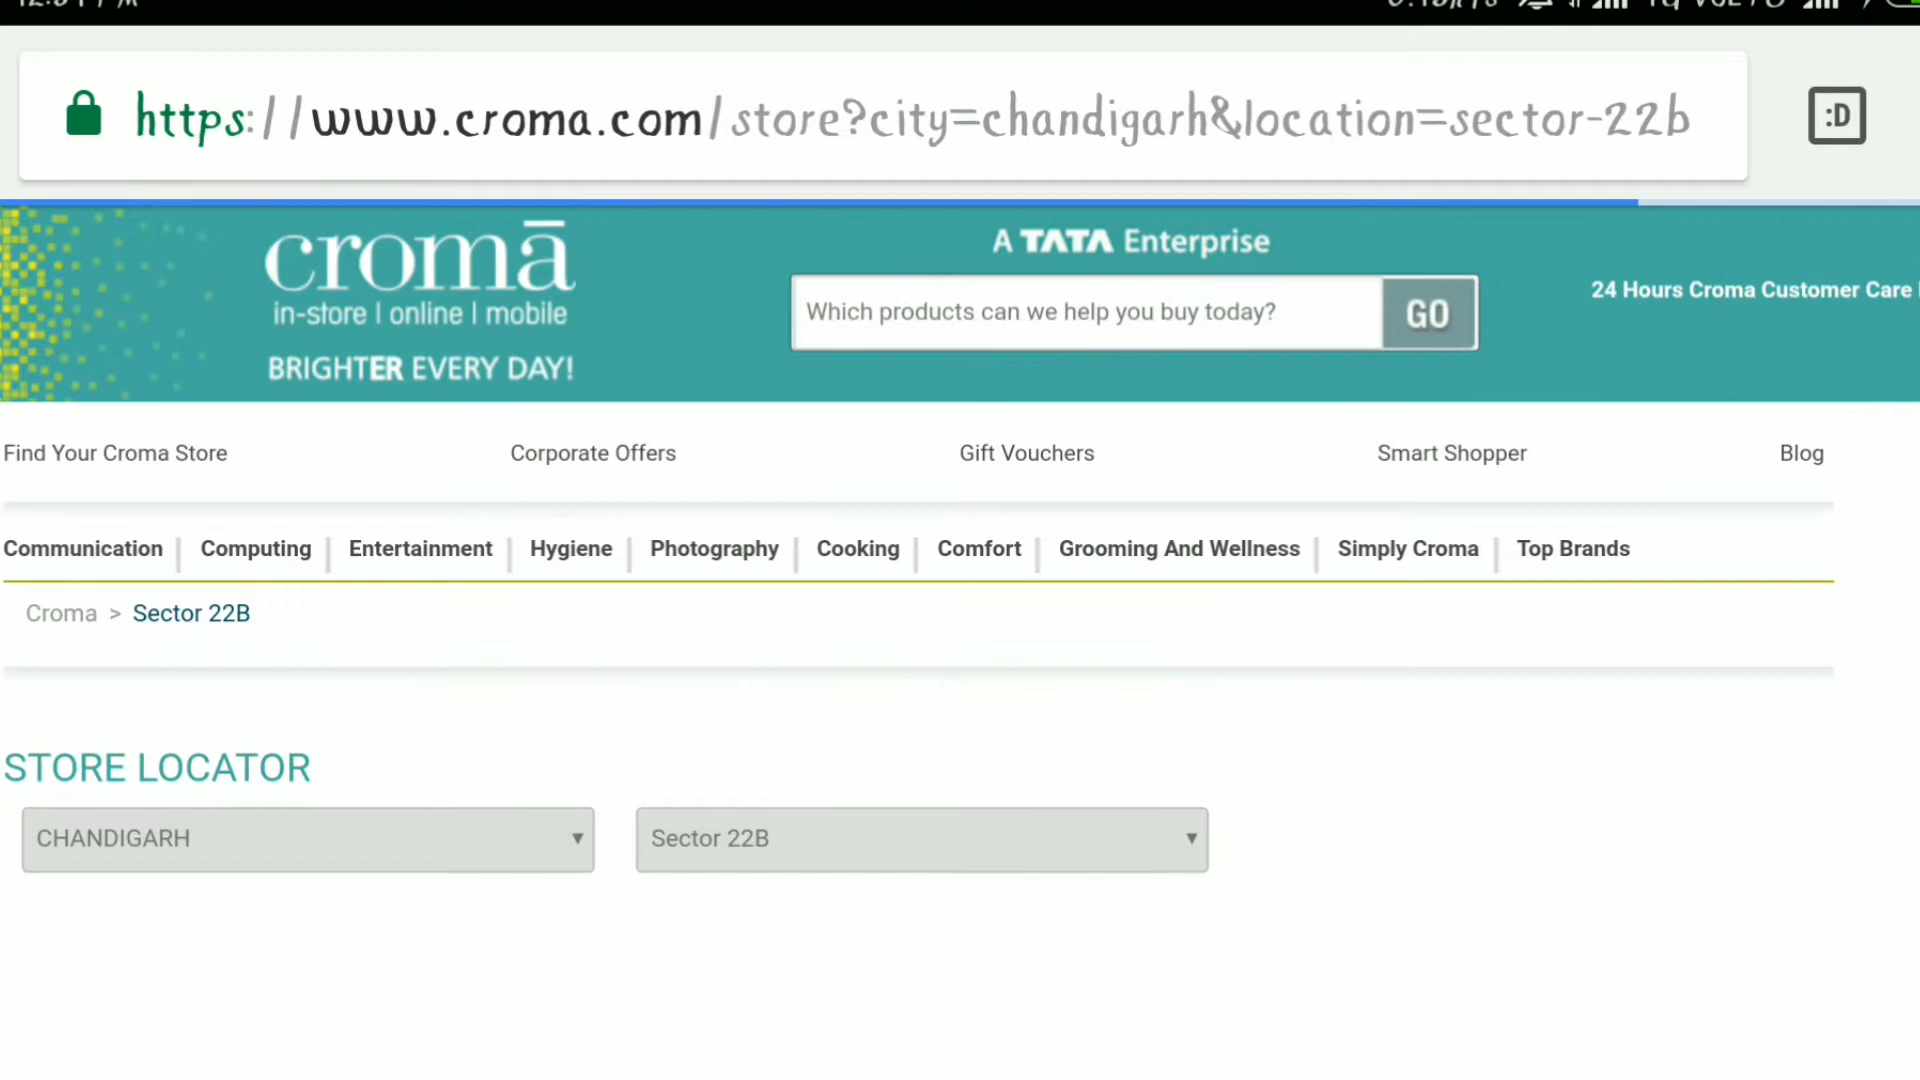 https://www.croma.com/store?city=chandigarh&location=sector-22b
:D
cromā
in-store | online | mobile
BRIGHTER EVERY DAY!
A TATA Enterprise
Which products can we help you buy today?
GO
24 Hours Croma Customer Care
Find Your Croma Store Corporate Offers Gift Vouchers Smart Shopper Blog
Communication Computing Entertainment Hygiene Photography Cooking Comfort Grooming And Wellness Simply Croma Top Brands
Croma > Sector 22B
STORE LOCATOR
CHANDIGARH Sector 22B